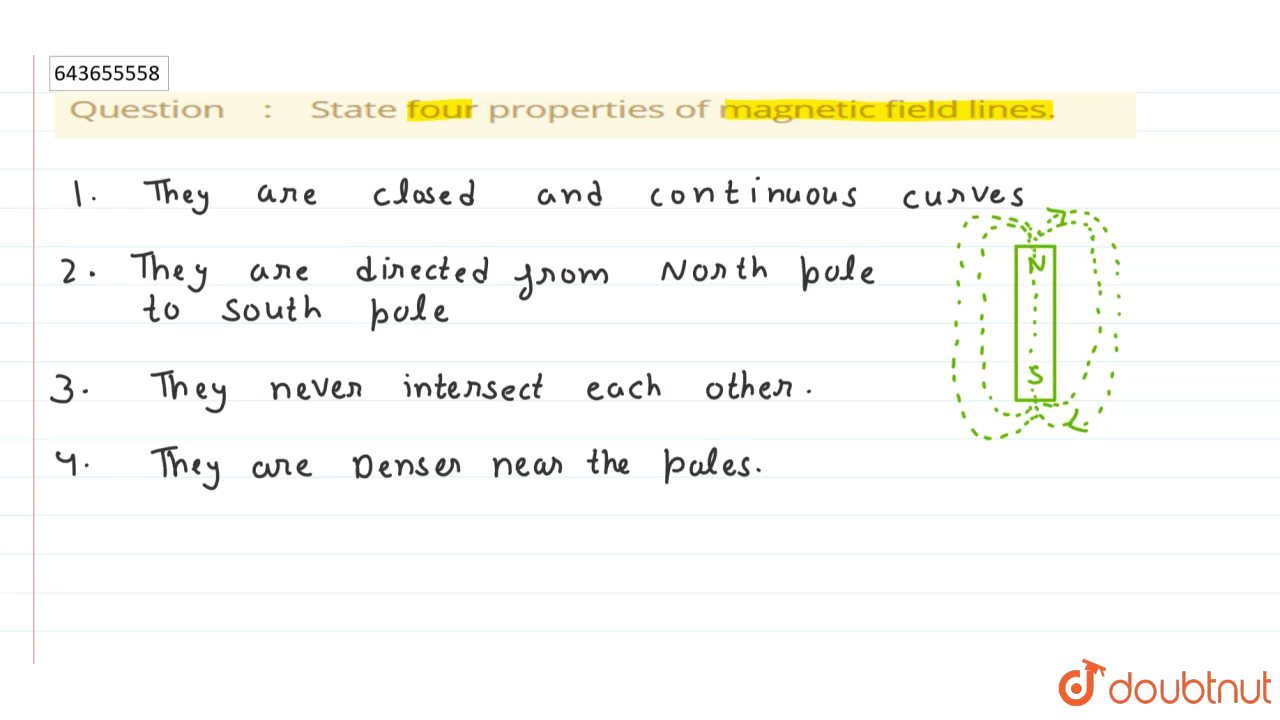 643655558
Question : State four properties of magnetic field lines.
1. They are closed and continuous curves
2. They are directed from North pole
to south pole
3. They never intersect each other.
4. They are Denser near the poles.
N
S
doubtnut